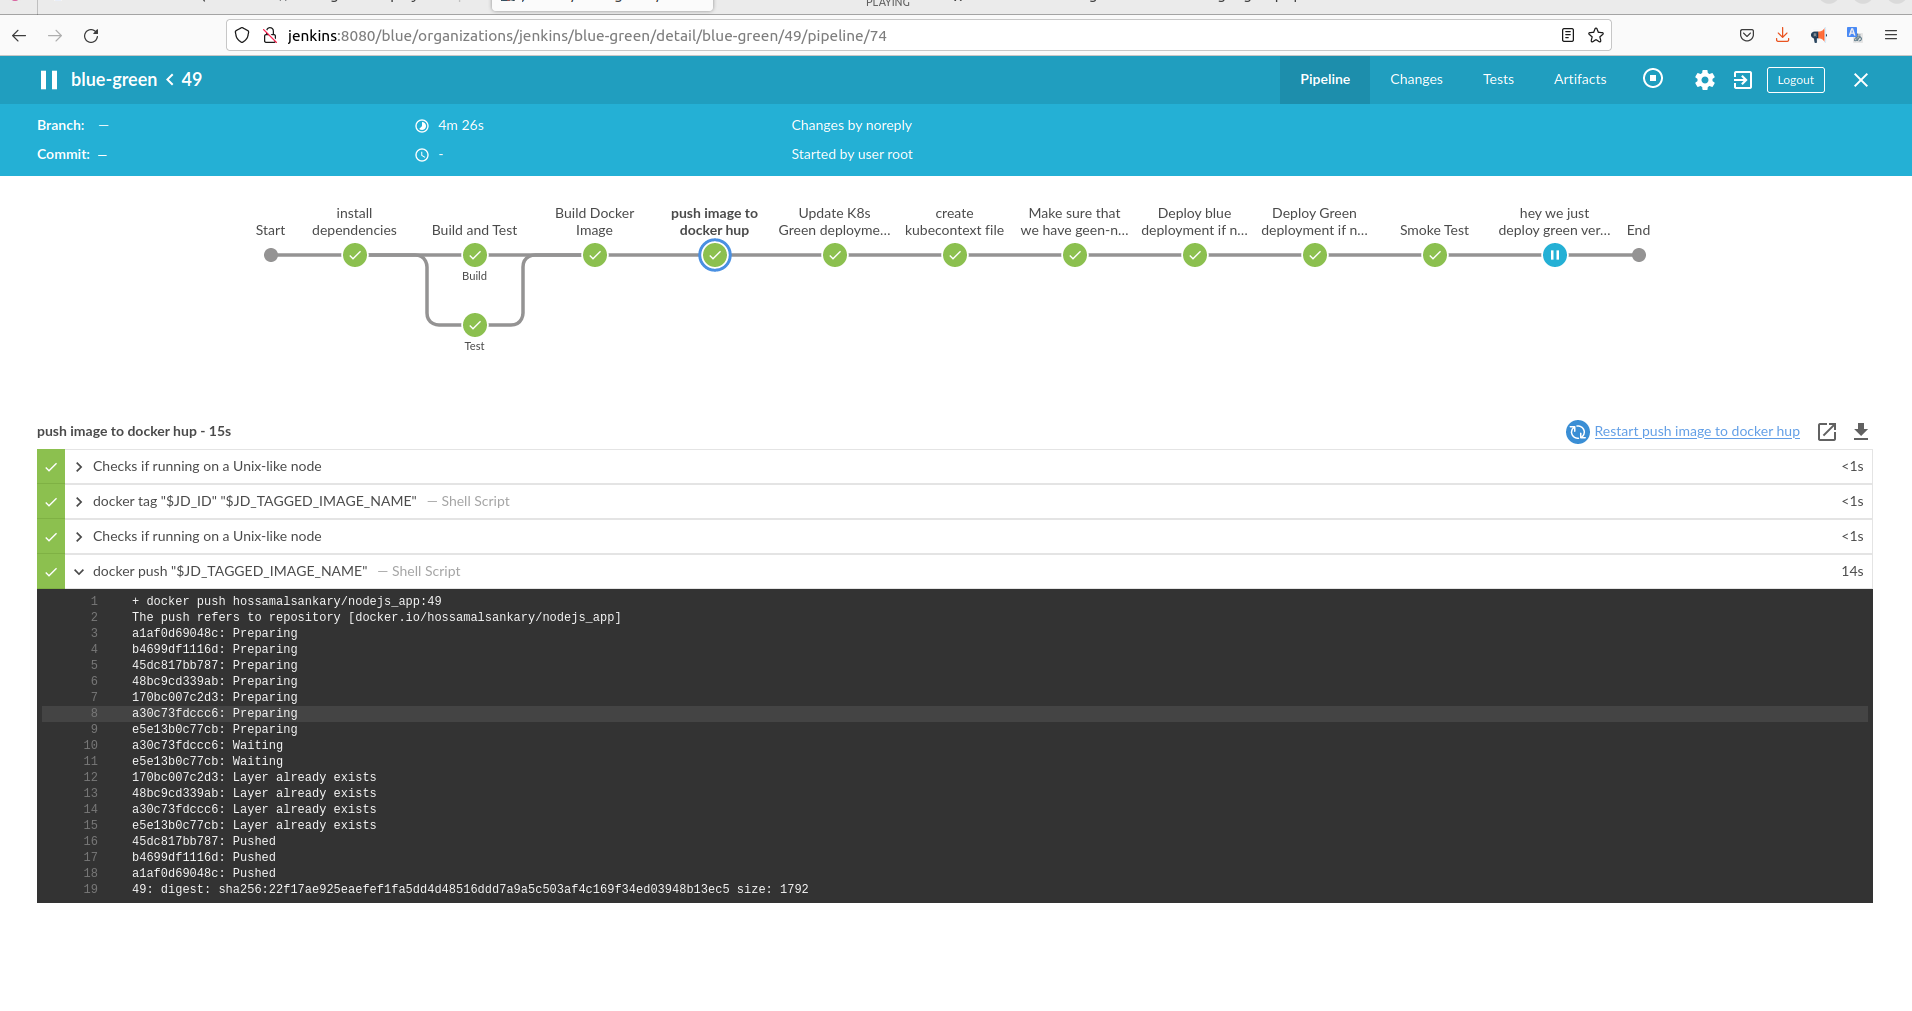 PLAYING
jenkins:8080/blue/organizations/jenkins/blue-green/detail/blue-green/49/pipeline/74
blue-green < 49
Pipeline
Changes
Tests
Artifacts
Logout
Branch: —
4m 26s
Changes by noreply
Commit: —
-
Started by user root
Start
install
dependencies
Build and Test
Build Docker
Image
push image to
docker hup
Update K8s
Green deployme...
create
kubecontext file
Make sure that
we have geen-n...
Deploy blue
deployment if n...
Deploy Green
deployment if n...
Smoke Test
hey we just
deploy green ver...
End
Build
Test
push image to docker hup - 15s
Restart push image to docker hup
Checks if running on a Unix-like node <1s
docker tag "$JD_ID" "$JD_TAGGED_IMAGE_NAME" — Shell Script <1s
Checks if running on a Unix-like node <1s
docker push "$JD_TAGGED_IMAGE_NAME" — Shell Script 14s
1 + docker push hossamalsankary/nodejs_app:49
2 The push refers to repository [docker.io/hossamalsankary/nodejs_app]
3 a1af0d69048c: Preparing
4 b4699df1116d: Preparing
5 45dc817bb787: Preparing
6 48bc9cd339ab: Preparing
7 170bc007c2d3: Preparing
8 a30c73fdccc6: Preparing
9 e5e13b0c77cb: Preparing
10 a30c73fdccc6: Waiting
11 e5e13b0c77cb: Waiting
12 170bc007c2d3: Layer already exists
13 48bc9cd339ab: Layer already exists
14 a30c73fdccc6: Layer already exists
15 e5e13b0c77cb: Layer already exists
16 45dc817bb787: Pushed
17 b4699df1116d: Pushed
18 a1af0d69048c: Pushed
19 49: digest: sha256:22f17ae925eaefef1fa5dd4d48516ddd7a9a5c503af4c169f34ed03948b13ec5 size: 1792